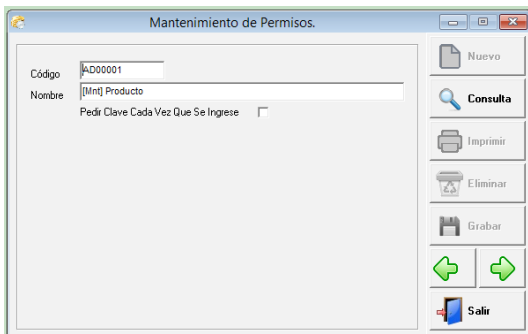 Mantenimiento de Permisos.
Código AD00001
Nombre [Mnt] Producto
Pedir Clave Cada Vez Que Se Ingrese
Nuevo
Consulta
Imprimir
Eliminar
Grabar
Salir